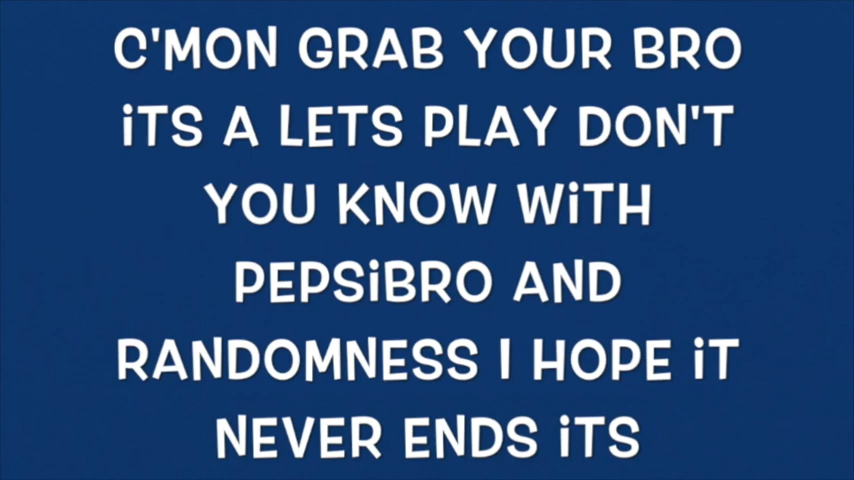 C'MON GRAB YOUR BRO
iTS A LETS PLAY DON'T
YOU KNOW WiTH
PEPSiBRO AND
RANDOMNESS I HOPE iT
NEVER ENDS iTS